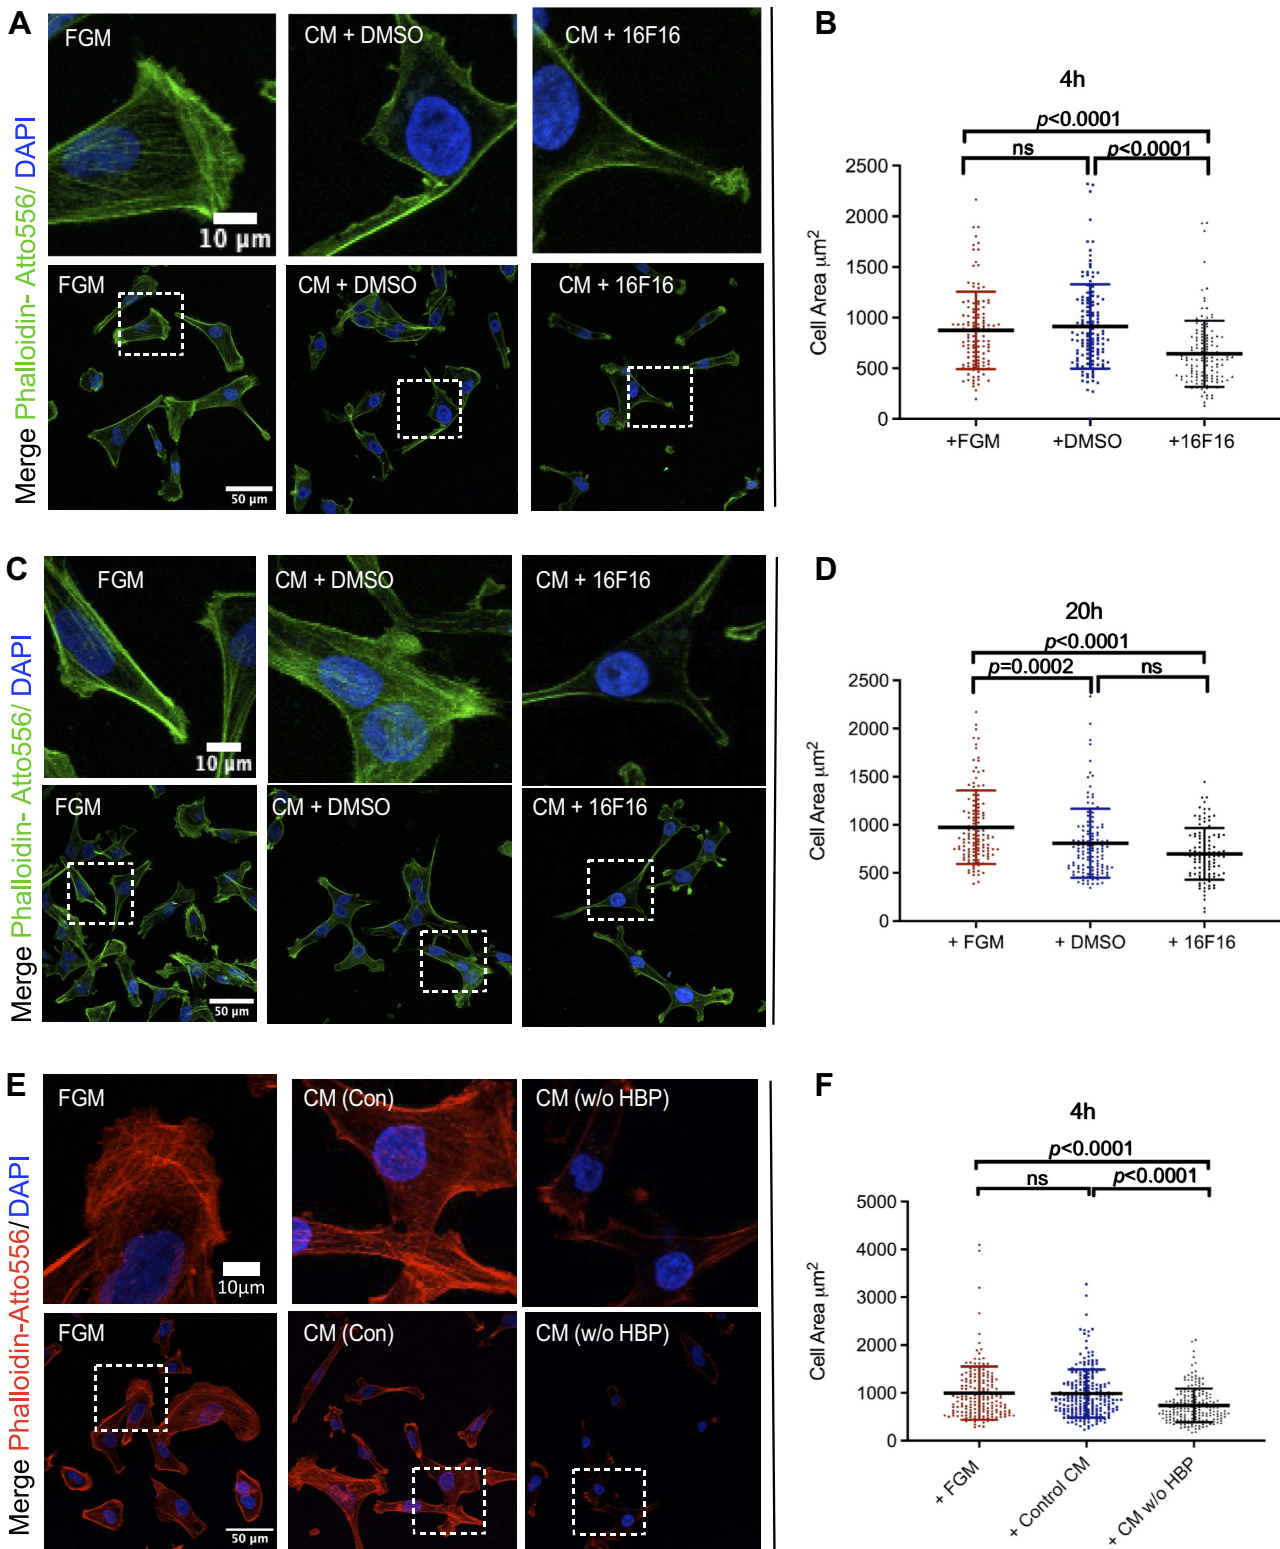 A
Merge Phalloidin- Atto556/ DAPI
FGM
CM + DMSO
CM + 16F16
10 μm
FGM
CM + DMSO
CM + 16F16
50 μm
B
4h
p<0.0001
ns
p<0.0001
Cell Area μm²
2500
2000
1500
1000
500
0
+FGM
+DMSO
+16F16
C
Merge Phalloidin- Atto556/ DAPI
FGM
CM + DMSO
CM + 16F16
10 μm
FGM
CM + DMSO
CM + 16F16
50 μm
D
20h
p<0.0001
p=0.0002
ns
Cell Area μm²
2500
2000
1500
1000
500
0
+ FGM
+ DMSO
+ 16F16
E
Merge Phalloidin-Atto556/DAPI
FGM
CM (Con)
CM (w/o HBP)
10μm
FGM
CM (Con)
CM (w/o HBP)
50 μm
F
4h
p<0.0001
ns
p<0.0001
Cell Area μm²
5000
4000
3000
2000
1000
0
+ FGM
+ Control CM
+ CM w/o HBP